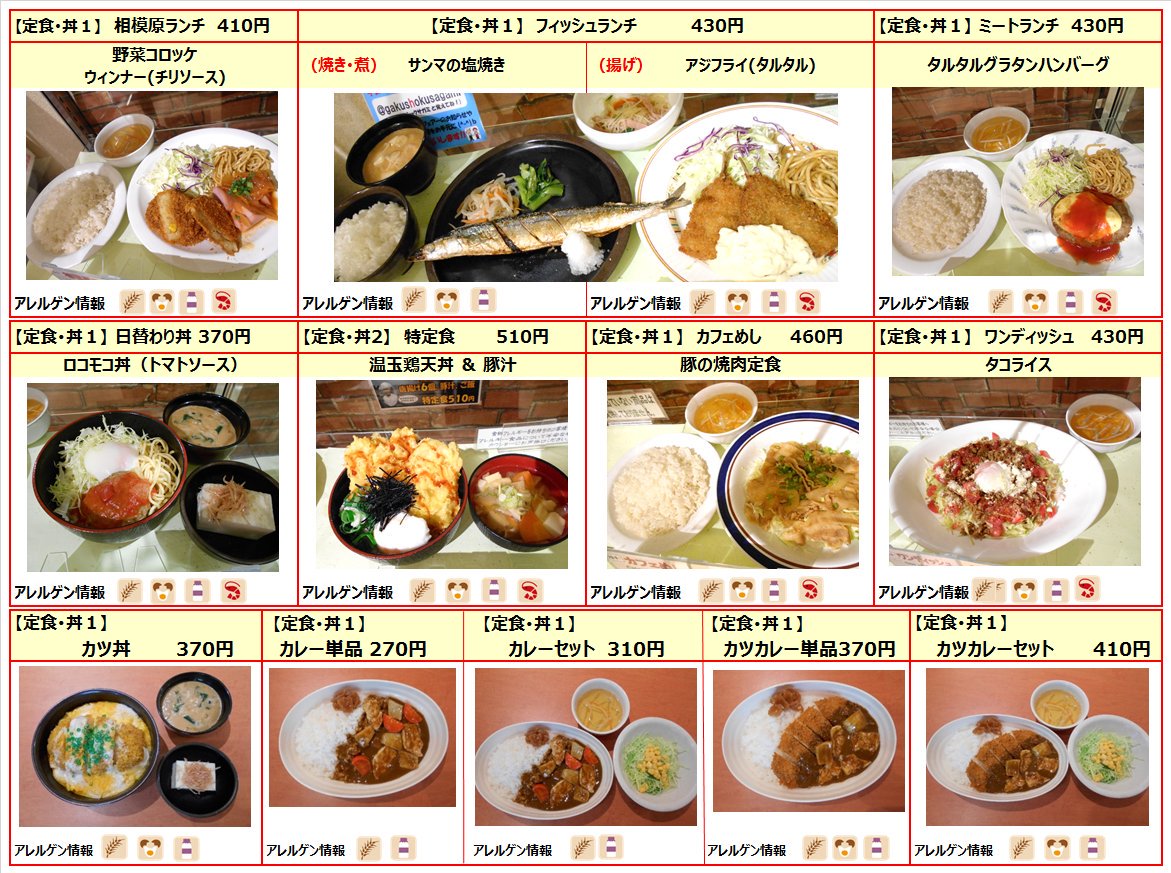 【定食・丼１】 相模原ランチ 410円
野菜コロッケ
ウィンナー(チリソース)
アレルゲン情報
【定食・丼１】 フィッシュランチ 430円
(焼き・煮) サンマの塩焼き
(揚げ) アジフライ(タルタル)
@gakushokusagami
アレルゲン情報
アレルゲン情報
【定食・丼１】 ミートランチ 430円
タルタルグラタンハンバーグ
アレルゲン情報
【定食・丼１】 日替わり丼 370円
ロコモコ丼（トマトソース）
アレルゲン情報
【定食・丼２】 特定食 510円
温玉鶏天丼 ＆ 豚汁
特定食510円
アレルゲン情報
【定食・丼１】 カフェめし 460円
豚の焼肉定食
アレルゲン情報
【定食・丼１】 ワンディッシュ 430円
タコライス
アレルゲン情報
【定食・丼１】
カツ丼 370円
アレルゲン情報
【定食・丼１】
カレー単品 270円
アレルゲン情報
【定食・丼１】
カレーセット 310円
アレルゲン情報
【定食・丼１】
カツカレー単品370円
アレルゲン情報
【定食・丼１】
カツカレーセット 410円
アレルゲン情報